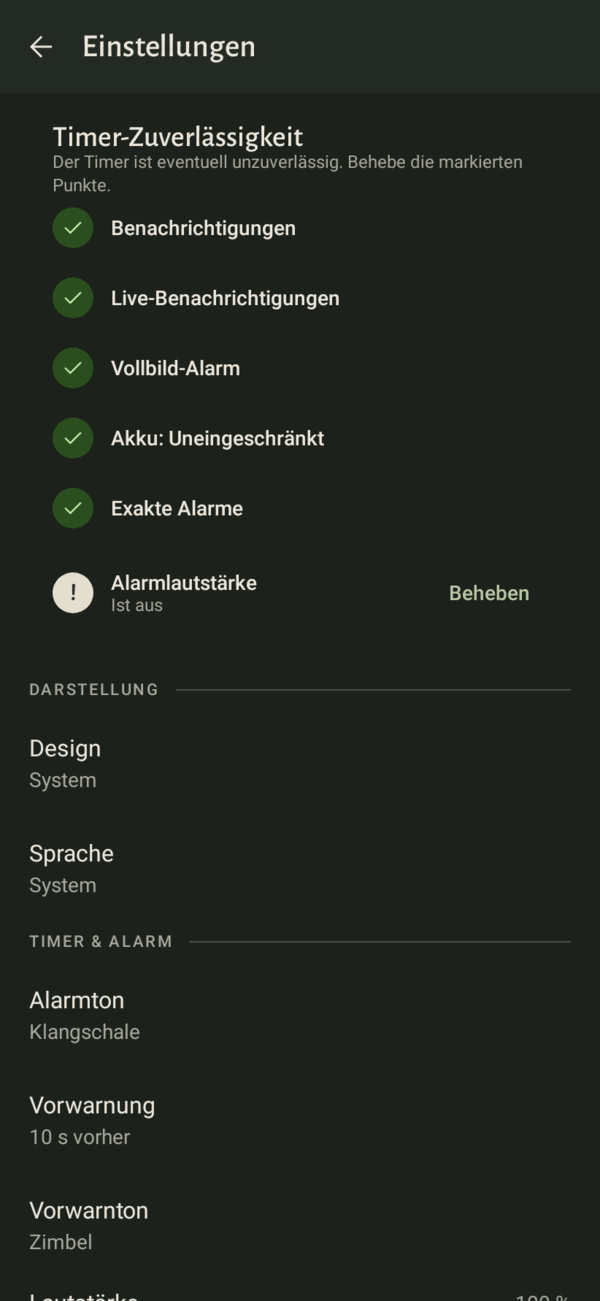 Einstellungen
Timer-Zuverlässigkeit
Der Timer ist eventuell unzuverlässig. Behebe die markierten
Punkte.
Benachrichtigungen
Live-Benachrichtigungen
Vollbild-Alarm
Akku: Uneingeschränkt
Exakte Alarme
Alarmlautstärke
Ist aus
Beheben
DARSTELLUNG
Design
System
Sprache
System
TIMER & ALARM
Alarmton
Klangschale
Vorwarnung
10 s vorher
Vorwarnton
Zimbel
Lautstärke 100 %